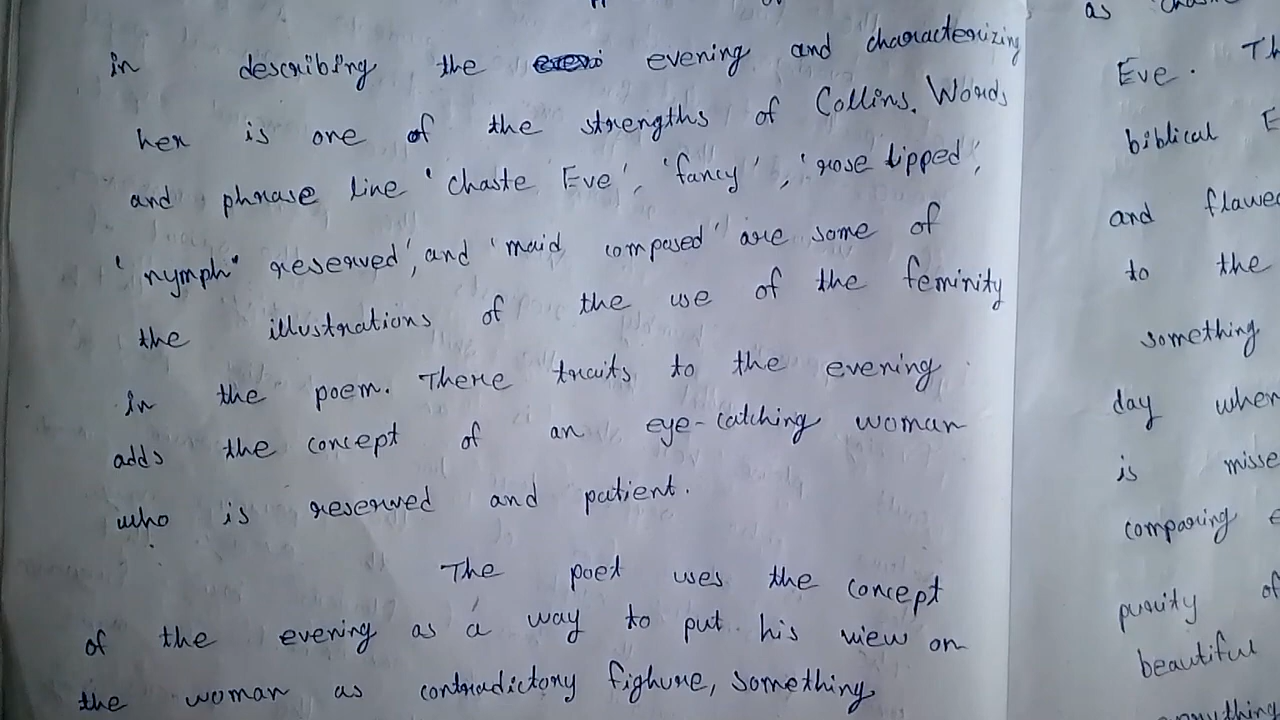 in describing the evening and characterizing
her is one of the strengths of Collins. Words
and phrase line 'chaste Eve', 'fancy', 'rose lipped',
'nymph" reserved', and 'maid composed' are some of
the illustrations of the use of the feminity
in the poem. There traits to the evening
adds the concept of an eye-catching woman
who is reserved and patient.
The poet uses the concept
of the evening as a way to put his view on
the woman as contradictory fighure, something
as
Eve.
biblical
and
to the
something
day when
is
comparing
purity of
beautiful